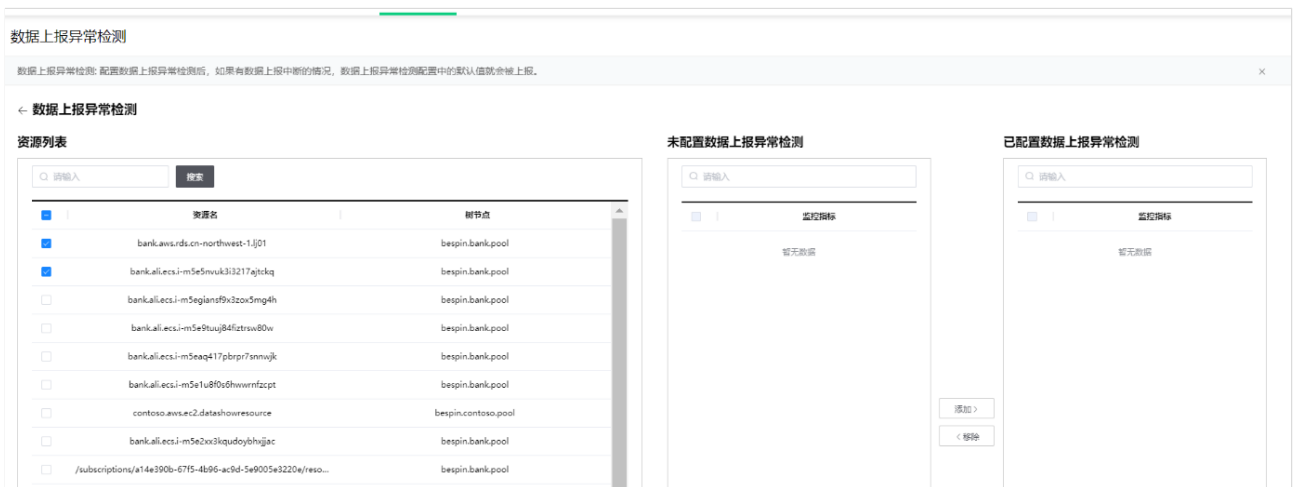 数据上报异常检测
数据上报异常检测: 配置数据上报异常检测后，如果有数据上报中断的情况，数据上报异常检测配置中的默认值就会被上报。
← 数据上报异常检测
资源列表
请输入 搜索
资源名 树节点
bank.aws.rds.cn-northwest-1.lj01 bespin.bank.pool
bank.ali.ecs.i-m5e5nvuk3i3217ajtckq bespin.bank.pool
bank.ali.ecs.i-m5egiansf9x3zox5mg4h bespin.bank.pool
bank.ali.ecs.i-m5e9tuuj84fiztrsw80w bespin.bank.pool
bank.ali.ecs.i-m5eaq417pbrpr7snnwjk bespin.bank.pool
bank.ali.ecs.i-m5e1u8f0s6hwwrnfzcpt bespin.bank.pool
contoso.aws.ec2.datashowresource bespin.contoso.pool
bank.ali.ecs.i-m5e2xx3kqudoybhxjjac bespin.bank.pool
/subscriptions/a14e390b-67f5-4b96-ac9d-5e9005e3220e/reso... bespin.bank.pool
未配置数据上报异常检测
请输入
监控指标
暂无数据
添加 >
< 移除
已配置数据上报异常检测
请输入
监控指标
暂无数据